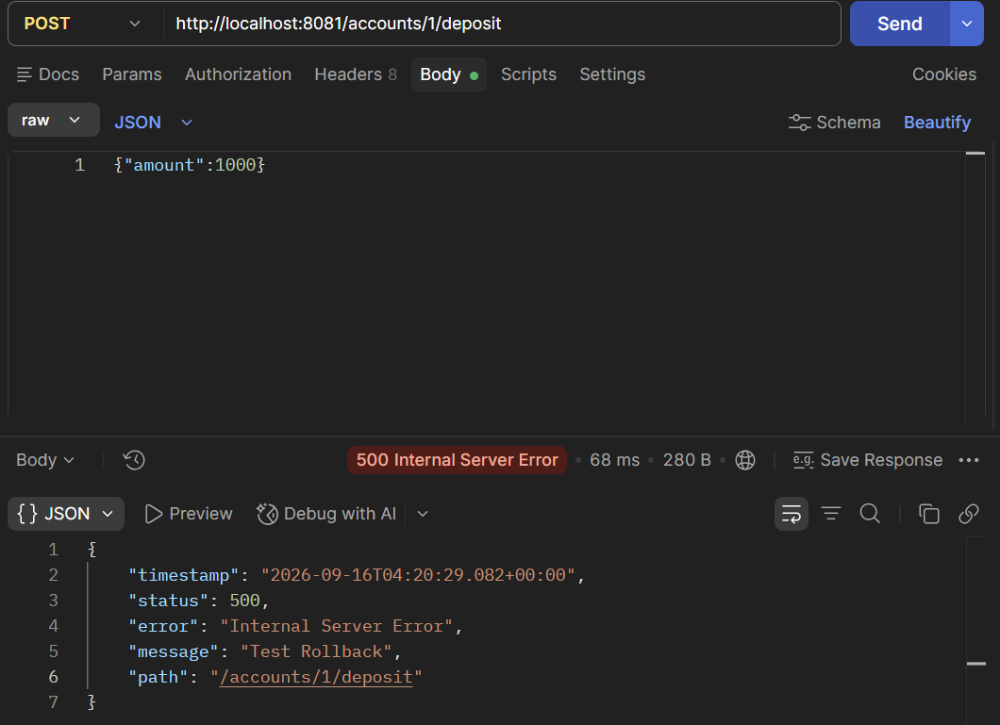 POST http://localhost:8081/accounts/1/deposit Send
Docs Params Authorization Headers 8 Body Scripts Settings Cookies
raw JSON Schema Beautify
1 {"amount":1000}
Body 500 Internal Server Error 68 ms 280 B e.g. Save Response
{} JSON Preview Debug with AI
1 {
2 "timestamp": "2026-09-16T04:20:29.082+00:00",
3 "status": 500,
4 "error": "Internal Server Error",
5 "message": "Test Rollback",
6 "path": "/accounts/1/deposit"
7 }